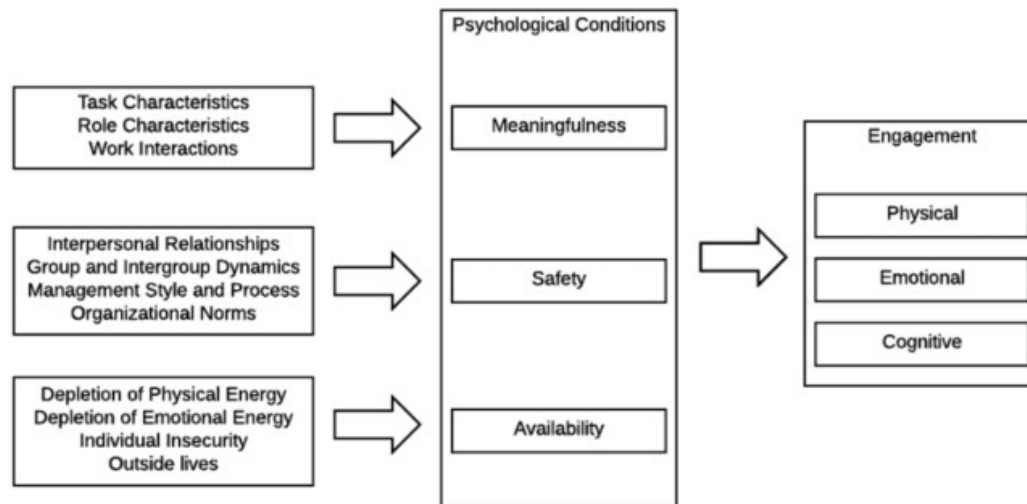 Task Characteristics
Role Characteristics
Work Interactions
Interpersonal Relationships
Group and Intergroup Dynamics
Management Style and Process
Organizational Norms
Depletion of Physical Energy
Depletion of Emotional Energy
Individual Insecurity
Outside lives
Psychological Conditions
Meaningfulness
Safety
Availability
Engagement
Physical
Emotional
Cognitive